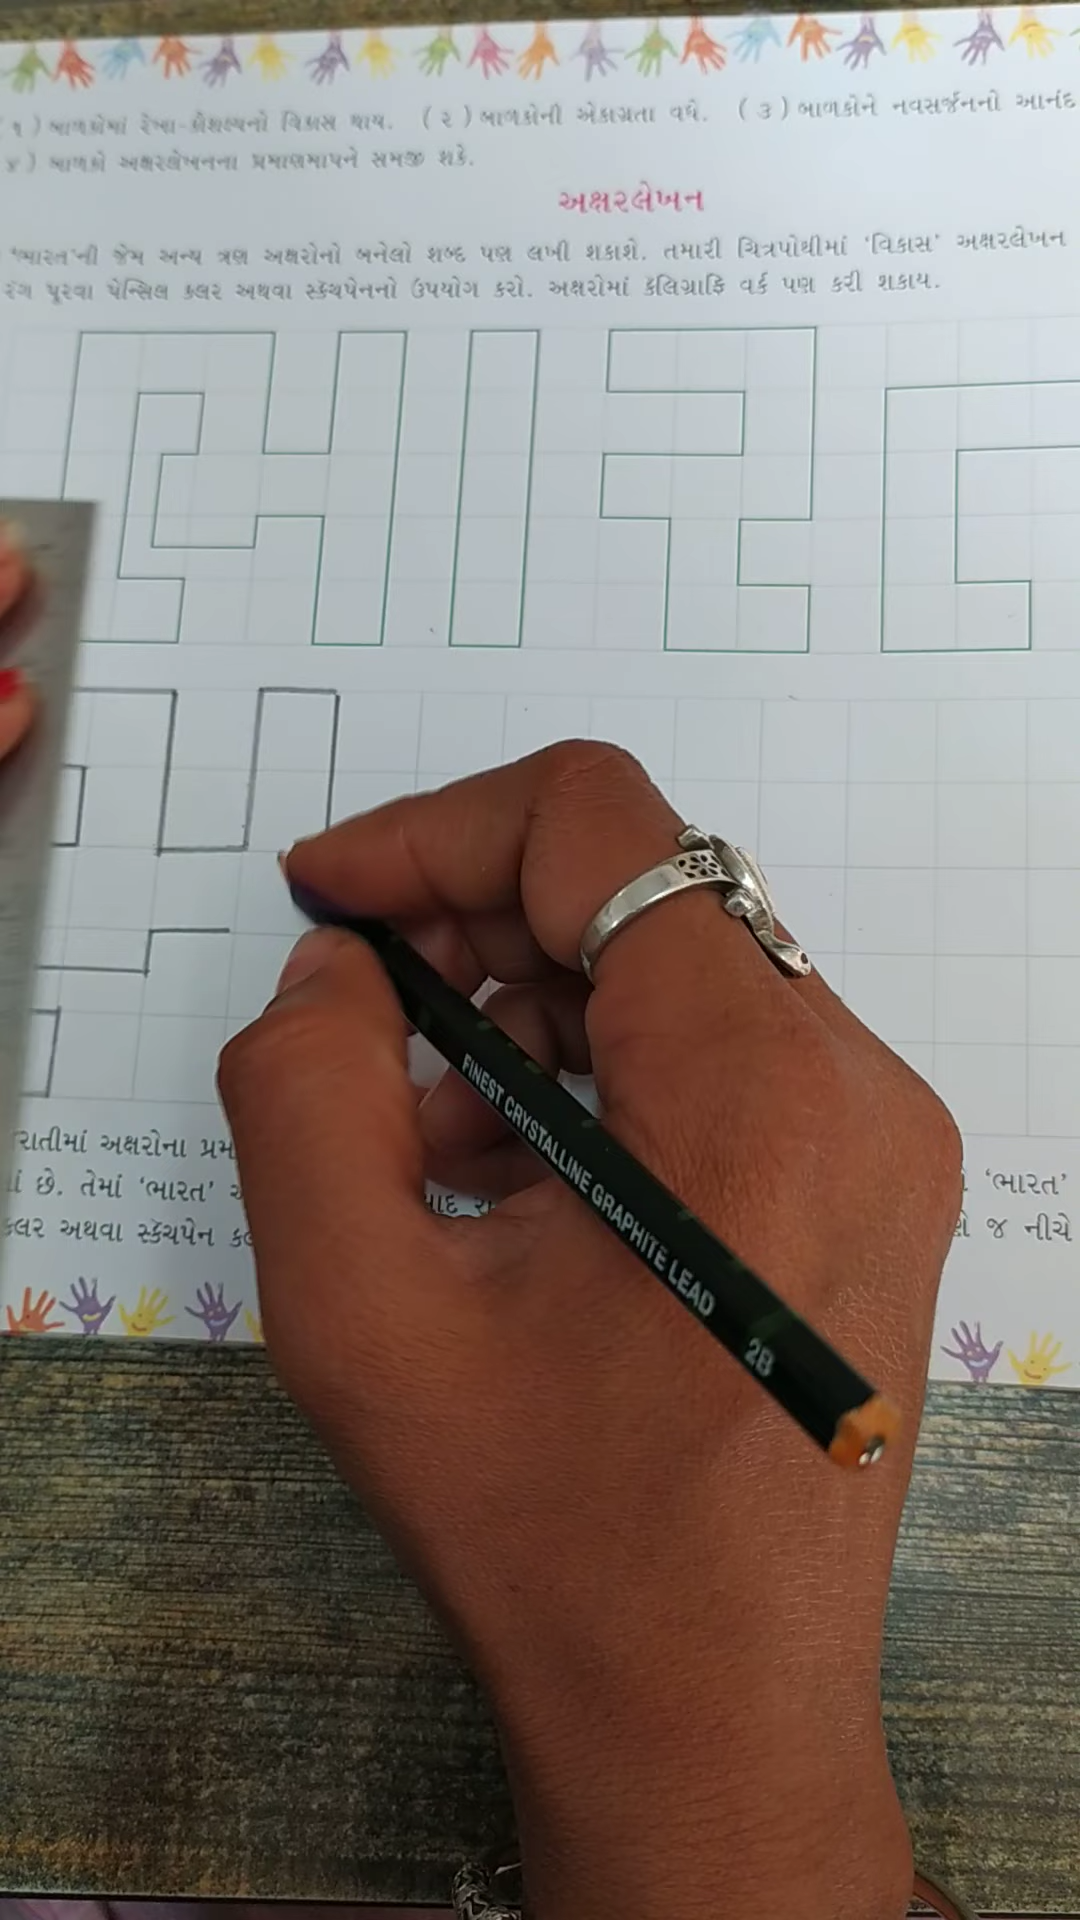 ૧ ) બાળકોમાં રેખા-કૌશલ્યનો વિકાસ થાય. ( ૨ ) બાળકોની એકાગ્રતા વધે. ( ૩ ) બાળકોને નવસર્જનનો આનંદ
૪ ) બાળકો અક્ષરલેખનના પ્રમાણમાપને સમજી શકે.
અક્ષરલેખન
'ભારત'ની જેમ અન્ય ત્રણ અક્ષરોનો બનેલો શબ્દ પણ લખી શકાશે. તમારી ચિત્રપોથીમાં 'વિકાસ' અક્ષરલેખન
રંગ પૂરવા પેન્સિલ કલર અથવા સ્કૅચપેનનો ઉપયોગ કરો. અક્ષરોમાં કૅલિગ્રાફિ વર્ક પણ કરી શકાય.
ભારત
અક્ષરોના
છે. તેમાં 'ભારત' 'ભારત'
કલર અથવા સ્કૅચપેન જ નીચે
FINEST CRYSTALLINE GRAPHITE LEAD 2B